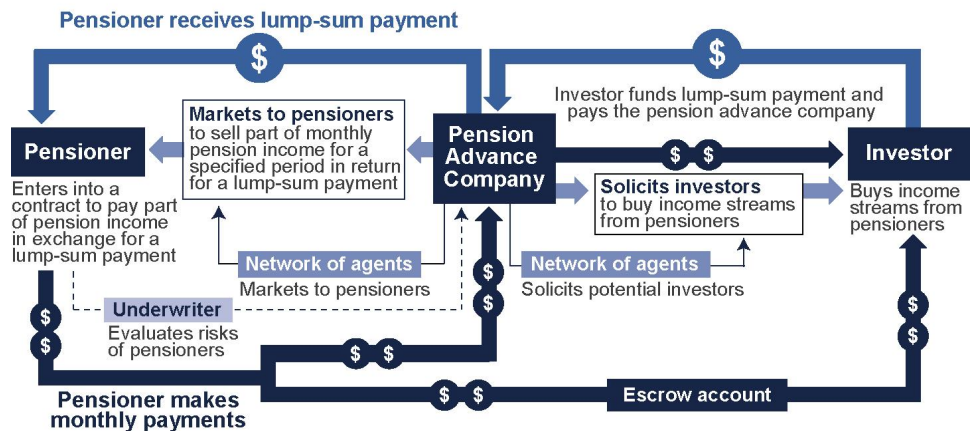 Pensioner receives lump-sum payment
$
$
Markets to pensioners
to sell part of monthly
pension income for a
specified period in return
for a lump-sum payment
Investor funds lump-sum payment and
pays the pension advance company
Pensioner
Pension
Advance
Company
$ $
Investor
Enters into a
contract to pay part
of pension income
in exchange for a
lump-sum payment
Solicits investors
to buy income streams
from pensioners
Buys income
streams from
pensioners
Network of agents
Markets to pensioners
Network of agents
Solicits potential investors
$
$
$
$
$
$
Underwriter
Evaluates risks
of pensioners
$ $
Pensioner makes
monthly payments
$ $
Escrow account